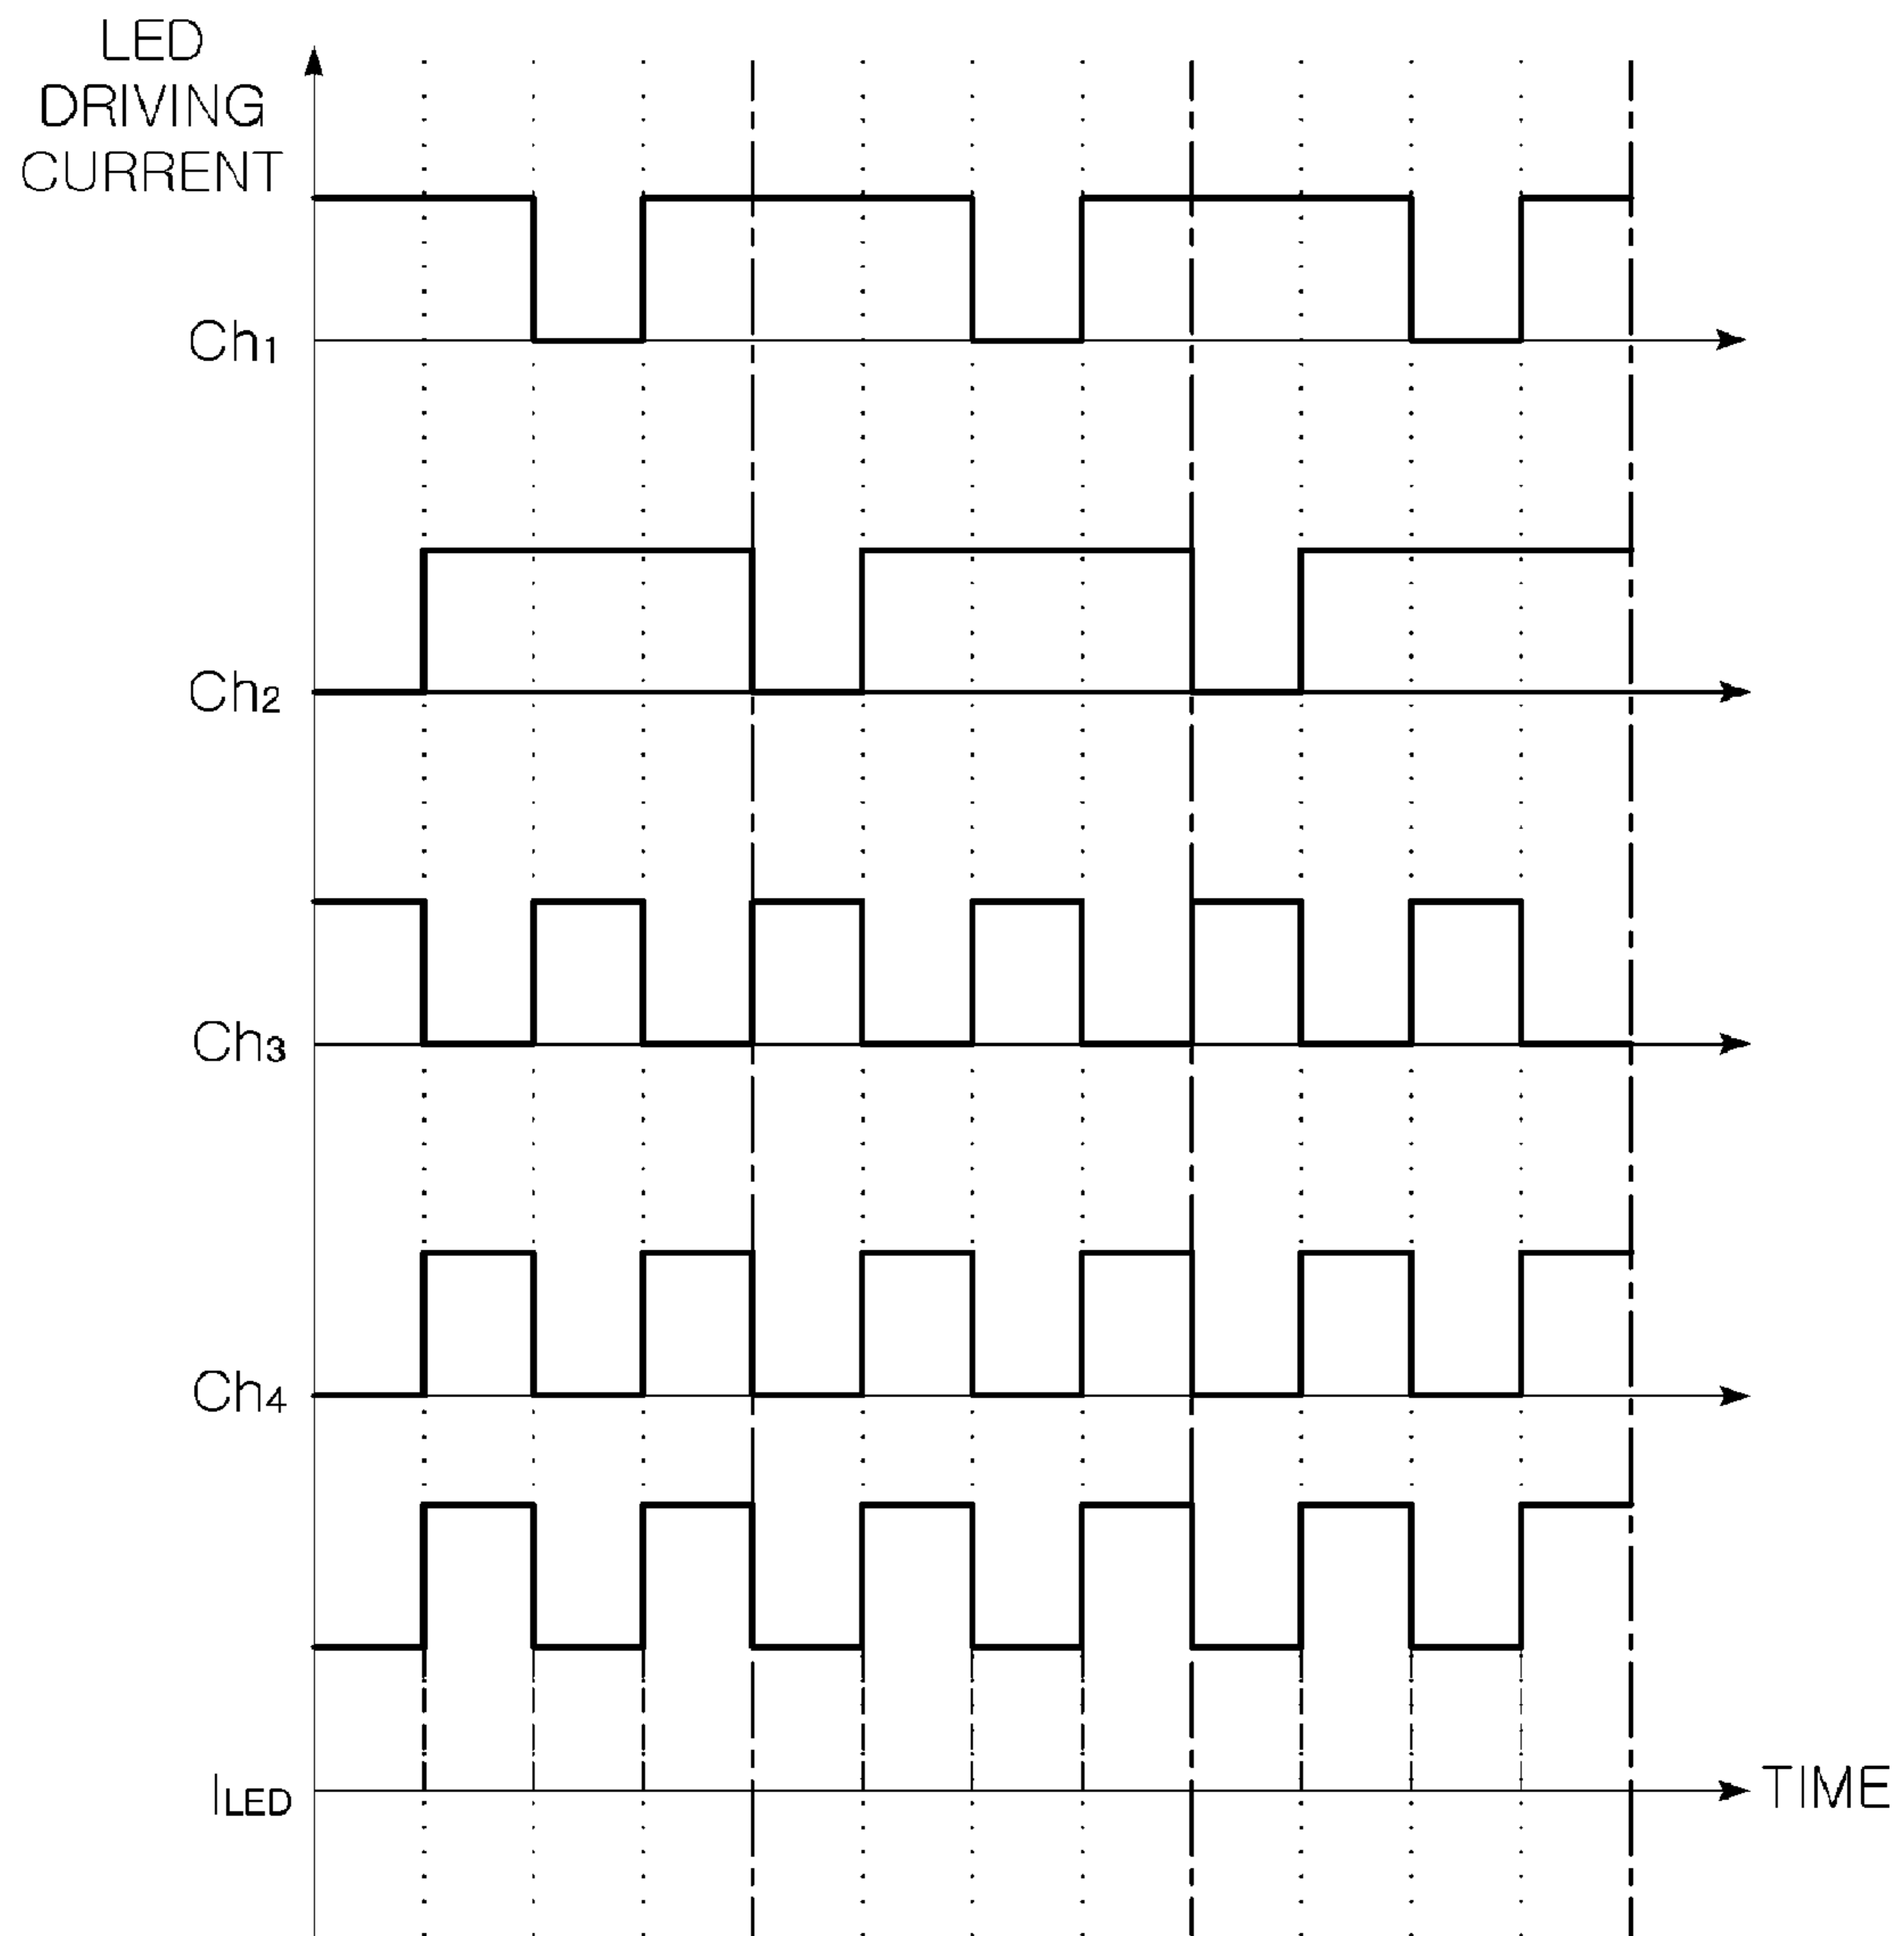 LED
DRIVING
CURRENT
Ch1
Ch2
Ch3
Ch4
ILED
TIME